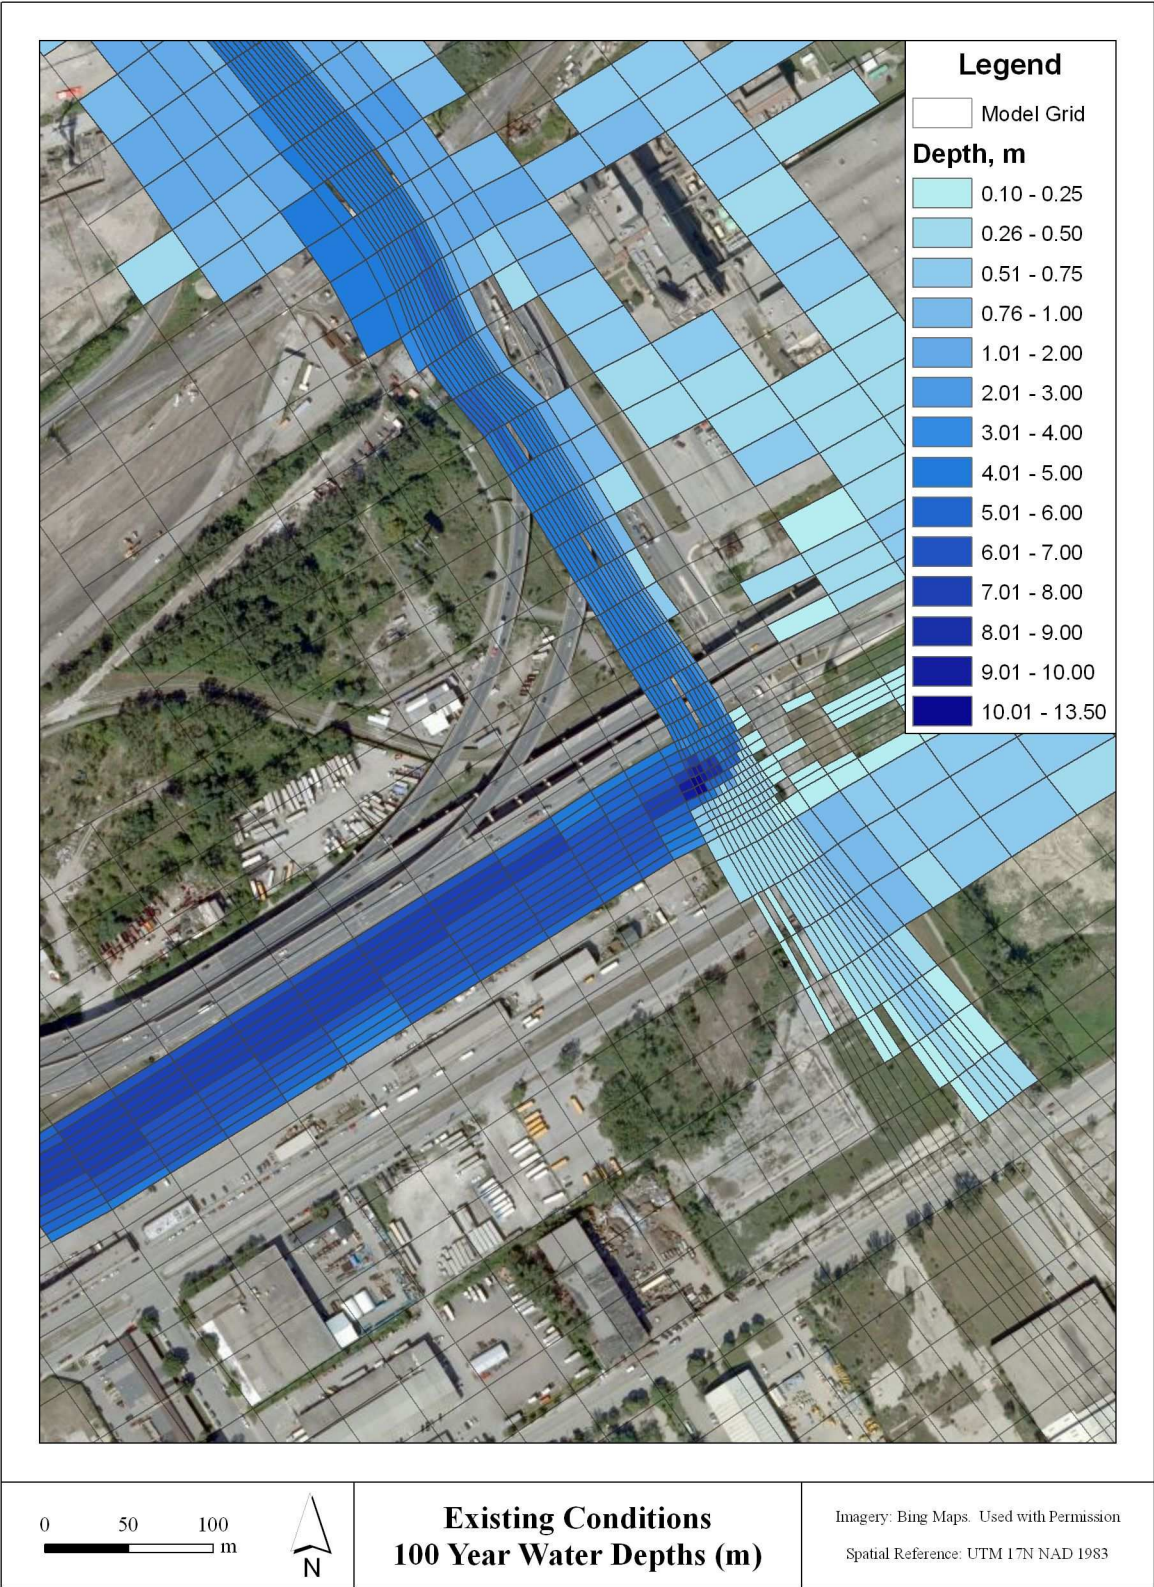 Legend
Model Grid
Depth, m
0.10 - 0.25
0.26 - 0.50
0.51 - 0.75
0.76 - 1.00
1.01 - 2.00
2.01 - 3.00
3.01 - 4.00
4.01 - 5.00
5.01 - 6.00
6.01 - 7.00
7.01 - 8.00
8.01 - 9.00
9.01 - 10.00
10.01 - 13.50
0 50 100
m
N
Existing Conditions
100 Year Water Depths (m)
Imagery: Bing Maps. Used with Permission
Spatial Reference: UTM 17N NAD 1983